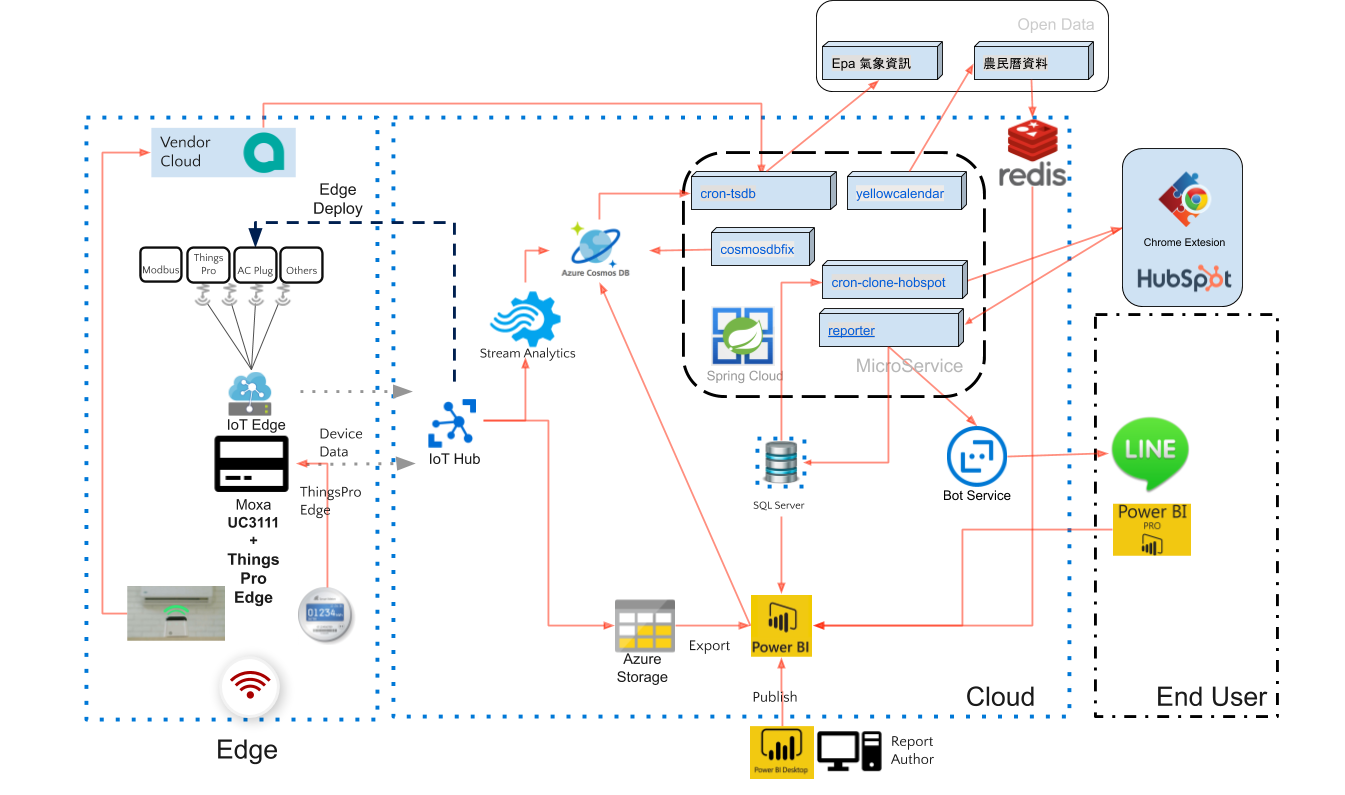 Open Data
Epa 氣象資訊
農民曆資料
Vendor
Cloud
redis
Edge
Deploy
cron-tsdb
yellowcalendar
Modbus
Things
Pro
AC Plug
Others
Azure Cosmos DB
cosmosdbfix
cron-clone-hobspot
Chrome Extesion
HubSpot
reporter
Stream Analytics
Spring Cloud
MicroService
IoT Edge
Device
Data
IoT Hub
LINE
ThingsPro
Edge
Moxa
UC3111
+
Things
Pro
Edge
SQL Server
Bot Service
Power BI
PRO
01234
Export
Power BI
Azure
Storage
Publish
Cloud
End User
Edge
Power BI Desktop
Report
Author